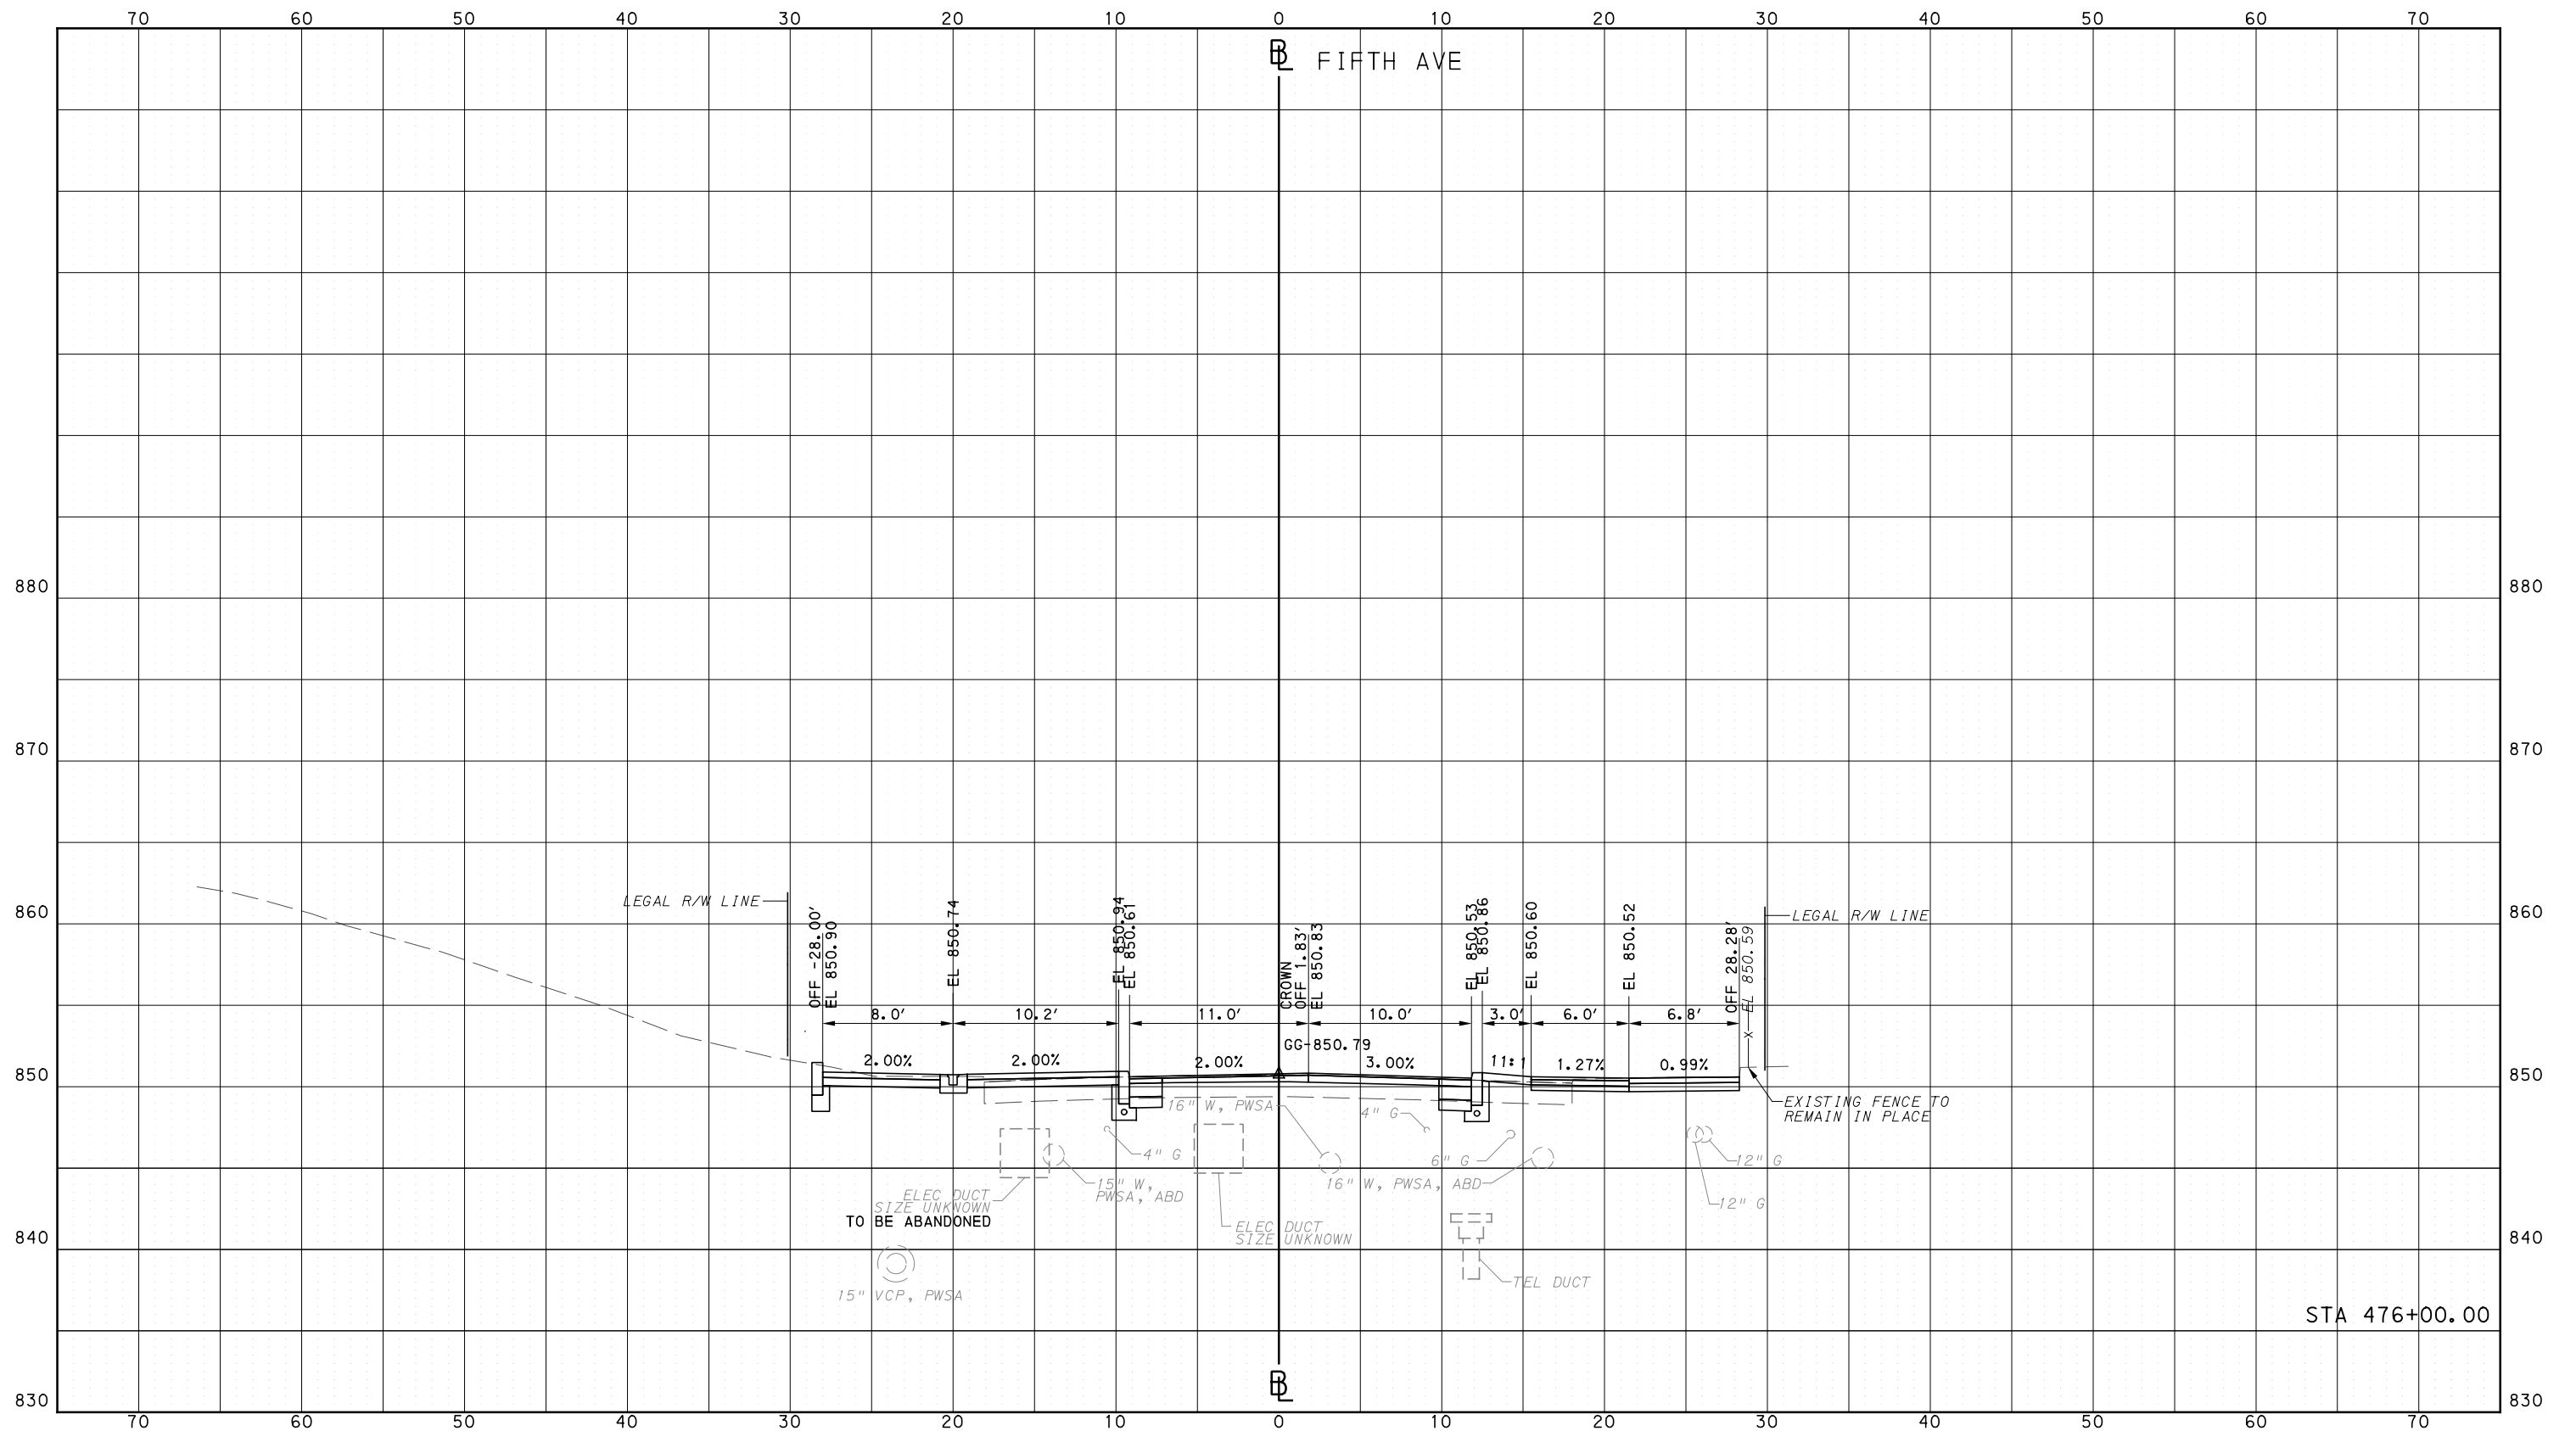 70 60 50 40 30 20 10 0 10 20 30 40 50 60 70
BL FIFTH AVE
880 880
870 870
860 860
LEGAL R/W LINE
LEGAL R/W LINE
OFF -28.00'
EL 850.90
EL 850.74
EL 850.94
EL 850.61
CROWN
OFF 1.83'
EL 850.83
EL 850.53
EL 850.86
EL 850.60
EL 850.52
OFF 28.28'
X EL 850.59
8.0' 10.2' 11.0' 10.0' 3.0' 6.0' 6.8'
GG-850.79
2.00% 2.00% 2.00% 3.00% 11:1 1.27% 0.99%
850 850
EXISTING FENCE TO
REMAIN IN PLACE
16" W, PWSA
4" G
4" G
6" G
12" G
15" W,
PWSA, ABD
16" W, PWSA, ABD
12" G
ELEC DUCT
SIZE UNKNOWN
TO BE ABANDONED
ELEC DUCT
SIZE UNKNOWN
840 840
TEL DUCT
15" VCP, PWSA
STA 476+00.00
BL
830 830
70 60 50 40 30 20 10 0 10 20 30 40 50 60 70